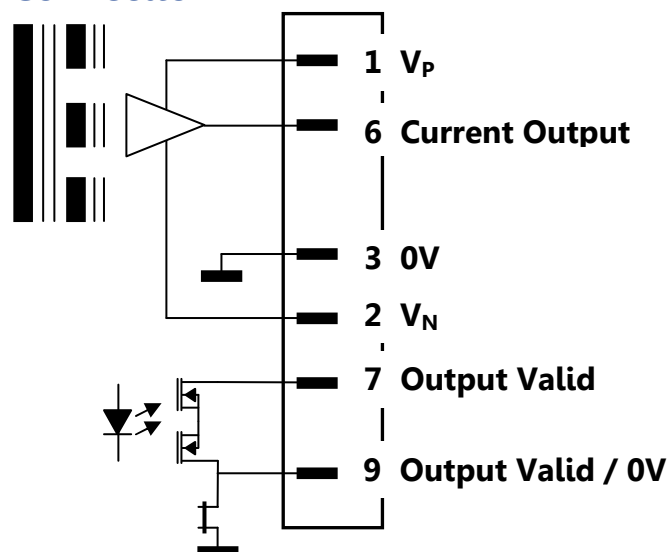 1 VP
6 Current Output
3 0V
2 VN
7 Output Valid
9 Output Valid / 0V